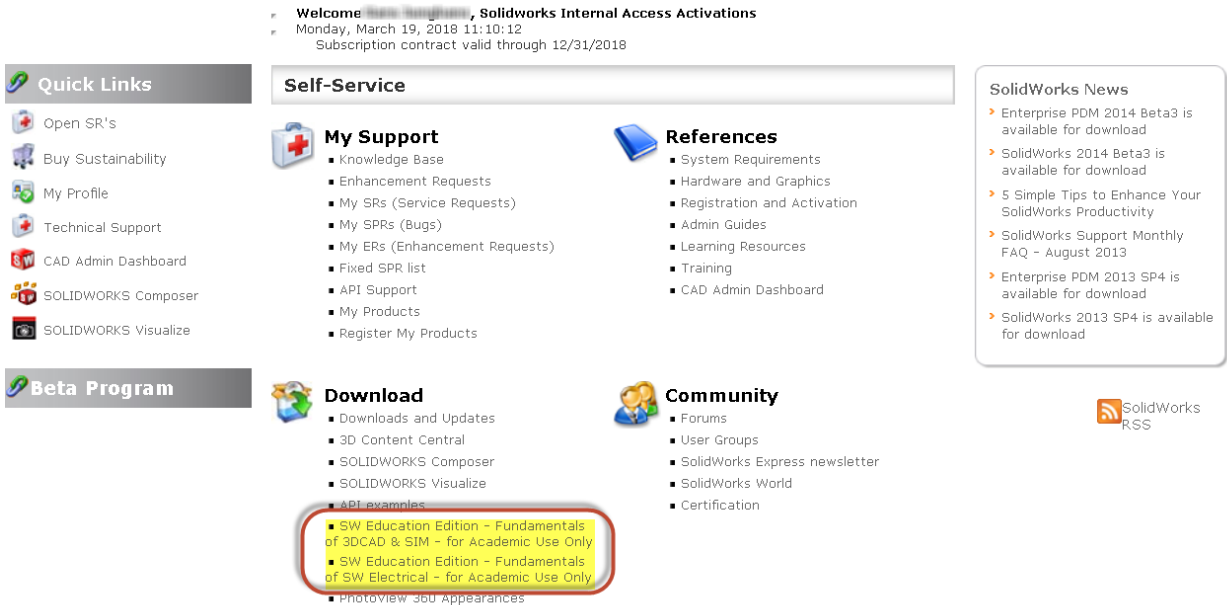 Welcome , Solidworks Internal Access Activations
Monday, March 19, 2018 11:10:12
Subscription contract valid through 12/31/2018
Quick Links
Open SR's
Buy Sustainability
My Profile
Technical Support
CAD Admin Dashboard
SOLIDWORKS Composer
SOLIDWORKS Visualize
Beta Program
Self-Service
My Support
Knowledge Base
Enhancement Requests
My SRs (Service Requests)
My SPRs (Bugs)
My ERs (Enhancement Requests)
Fixed SPR list
API Support
My Products
Register My Products
References
System Requirements
Hardware and Graphics
Registration and Activation
Admin Guides
Learning Resources
Training
CAD Admin Dashboard
Download
Downloads and Updates
3D Content Central
SOLIDWORKS Composer
SOLIDWORKS Visualize
API examples
SW Education Edition - Fundamentals
of 3DCAD & SIM - for Academic Use Only
SW Education Edition - Fundamentals
of SW Electrical - for Academic Use Only
PhotoView 360 Appearances
Community
Forums
User Groups
SolidWorks Express newsletter
SolidWorks World
Certification
SolidWorks News
Enterprise PDM 2014 Beta3 is
available for download
SolidWorks 2014 Beta3 is
available for download
5 Simple Tips to Enhance Your
SolidWorks Productivity
SolidWorks Support Monthly
FAQ - August 2013
Enterprise PDM 2013 SP4 is
available for download
SolidWorks 2013 SP4 is available
for download
SolidWorks
RSS